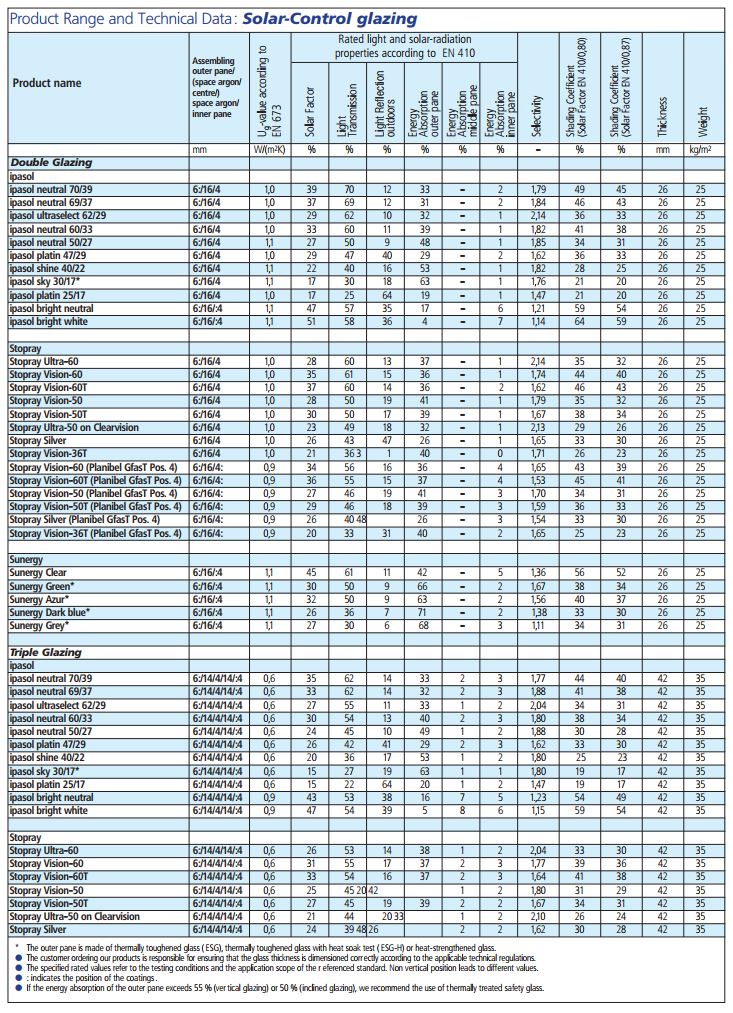 Product Range and Technical Data: Solar-Control glazing
Product name
Assembling outer pane/ (space argon/ centre/) space argon/ inner pane
Ug-value according to EN 673
Rated light and solar-radiation properties according to EN 410
Solar Factor
Light Transmission
Light Reflection outdoors
Energy Absorption outer pane
Energy Absorption middle pane
Energy Absorption inner pane
Selectivity
Shading Coefficient (Solar Factor EN 410/0,80)
Shading Coefficient (Solar Factor EN 410/0,87)
Thickness
Weight
mm W/(m²K) % % % % % % – % % mm kg/m²
Double Glazing
ipasol
ipasol neutral 70/39 6:/16/4 1,0 39 70 12 33 – 2 1,79 49 45 26 25
ipasol neutral 69/37 6:/16/4 1,0 37 69 12 31 – 2 1,84 46 43 26 25
ipasol ultraselect 62/29 6:/16/4 1,0 29 62 10 32 – 1 2,14 36 33 26 25
ipasol neutral 60/33 6:/16/4 1,0 33 60 11 39 – 1 1,82 41 38 26 25
ipasol neutral 50/27 6:/16/4 1,1 27 50 9 48 – 1 1,85 34 31 26 25
ipasol platin 47/29 6:/16/4 1,0 29 47 40 29 – 2 1,62 36 33 26 25
ipasol shine 40/22 6:/16/4 1,1 22 40 16 53 – 1 1,82 28 25 26 25
ipasol sky 30/17* 6:/16/4 1,1 17 30 18 63 – 1 1,76 21 20 26 25
ipasol platin 25/17 6:/16/4 1,1 17 25 64 19 – 1 1,47 21 20 26 25
ipasol bright neutral 6:/16/:4 1,1 47 57 35 17 – 6 1,21 59 54 26 25
ipasol bright white 6:/16/:4 1,1 51 58 36 4 – 7 1,14 64 59 26 25
Stopray
Stopray Ultra-60 6:/16/4 1,0 28 60 13 37 – 1 2,14 35 32 26 25
Stopray Vision-60 6:/16/4 1,0 35 61 15 36 – 1 1,74 44 40 26 25
Stopray Vision-60T 6:/16/4 1,0 37 60 14 36 – 2 1,62 46 43 26 25
Stopray Vision-50 6:/16/4 1,0 28 50 19 41 – 1 1,79 35 32 26 25
Stopray Vision-50T 6:/16/4 1,0 30 50 17 39 – 1 1,67 38 34 26 25
Stopray Ultra-50 on Clearvision 6:/16/4 1,0 23 49 18 32 – 1 2,13 29 26 26 25
Stopray Silver 6:/16/4 1,0 26 43 47 26 – 1 1,65 33 30 26 25
Stopray Vision-36T 6:/16/4 1,0 21 36 3 1 40 – 0 1,71 26 23 26 25
Stopray Vision-60 (Planibel GfasT Pos. 4) 6:/16/4: 0,9 34 56 16 36 – 4 1,65 43 39 26 25
Stopray Vision-60T (Planibel GfasT Pos. 4) 6:/16/4: 0,9 36 55 15 37 – 4 1,53 45 41 26 25
Stopray Vision-50 (Planibel GfasT Pos. 4) 6:/16/4: 0,9 27 46 19 41 – 3 1,70 34 31 26 25
Stopray Vision-50T (Planibel GfasT Pos. 4) 6:/16/4: 0,9 29 46 18 39 – 3 1,59 36 33 26 25
Stopray Silver (Planibel GfasT Pos. 4) 6:/16/4: 0,9 26 40 48 26 – 3 1,54 33 30 26 25
Stopray Vision-36T (Planibel GfasT Pos. 4) 6:/16/4: 0,9 20 33 31 40 – 2 1,65 25 23 26 25
Sunergy
Sunergy Clear 6:/16/:4 1,1 45 61 11 42 – 5 1,36 56 52 26 25
Sunergy Green* 6:/16/:4 1,1 30 50 9 66 – 2 1,67 38 34 26 25
Sunergy Azur* 6:/16/:4 1,1 32 50 9 63 – 2 1,56 40 37 26 25
Sunergy Dark blue* 6:/16/:4 1,1 26 36 7 71 – 2 1,38 33 30 26 25
Sunergy Grey* 6:/16/:4 1,1 27 30 6 68 – 3 1,11 34 31 26 25
Triple Glazing
ipasol
ipasol neutral 70/39 6:/14/4/14/:4 0,6 35 62 14 33 2 3 1,77 44 40 42 35
ipasol neutral 69/37 6:/14/4/14/:4 0,6 33 62 14 32 2 3 1,88 41 38 42 35
ipasol ultraselect 62/29 6:/14/4/14/:4 0,6 27 55 11 33 1 2 2,04 34 31 42 35
ipasol neutral 60/33 6:/14/4/14/:4 0,6 30 54 13 40 2 2 1,80 38 34 42 35
ipasol neutral 50/27 6:/14/4/14/:4 0,6 24 45 10 49 1 2 1,88 30 28 42 35
ipasol platin 47/29 6:/14/4/14/:4 0,6 26 42 41 29 2 3 1,62 33 30 42 35
ipasol shine 40/22 6:/14/4/14/:4 0,6 20 36 17 53 1 2 1,80 25 23 42 35
ipasol sky 30/17* 6:/14/4/14/:4 0,6 15 27 19 63 1 1 1,80 19 17 42 35
ipasol platin 25/17 6:/14/4/14/:4 0,6 15 22 64 20 1 1 1,47 19 17 42 35
ipasol bright neutral 6:/14/4/14/:4 0,9 43 53 38 16 7 5 1,23 54 49 42 35
ipasol bright white 6:/14/4/14/:4 0,9 47 54 39 5 8 6 1,15 59 54 42 35
Stopray
Stopray Ultra-60 6:/14/4/14/:4 0,6 26 53 14 38 1 2 2,04 33 30 42 35
Stopray Vision-60 6:/14/4/14/:4 0,6 31 55 17 37 2 3 1,77 39 36 42 35
Stopray Vision-60T 6:/14/4/14/:4 0,6 33 54 16 37 2 3 1,64 41 38 42 35
Stopray Vision-50 6:/14/4/14/:4 0,6 25 45 20 42 1 2 1,80 31 29 42 35
Stopray Vision-50T 6:/14/4/14/:4 0,6 27 45 19 39 2 2 1,67 34 31 42 35
Stopray Ultra-50 on Clearvision 6:/14/4/14/:4 0,6 21 44 20 33 1 2 2,10 26 24 42 35
Stopray Silver 6:/14/4/14/:4 0,6 24 39 48 26 2 2 1,62 30 28 42 35
* The outer pane is made of thermally toughened glass ( ESG), thermally toughened glass with heat soak test ( ESG-H) or heat-strengthened glass.
● The customer ordering our products is responsible for ensuring that the glass thickness is dimensioned correctly according to the applicable technical regulations.
● The specified rated values refer to the testing conditions and the application scope of the r eferenced standard. Non vertical position leads to different values.
● : indicates the position of the coatings .
● If the energy absorption of the outer pane exceeds 55 % (ver tical glazing) or 50 % (inclined glazing), we recommend the use of thermally treated safety glass.